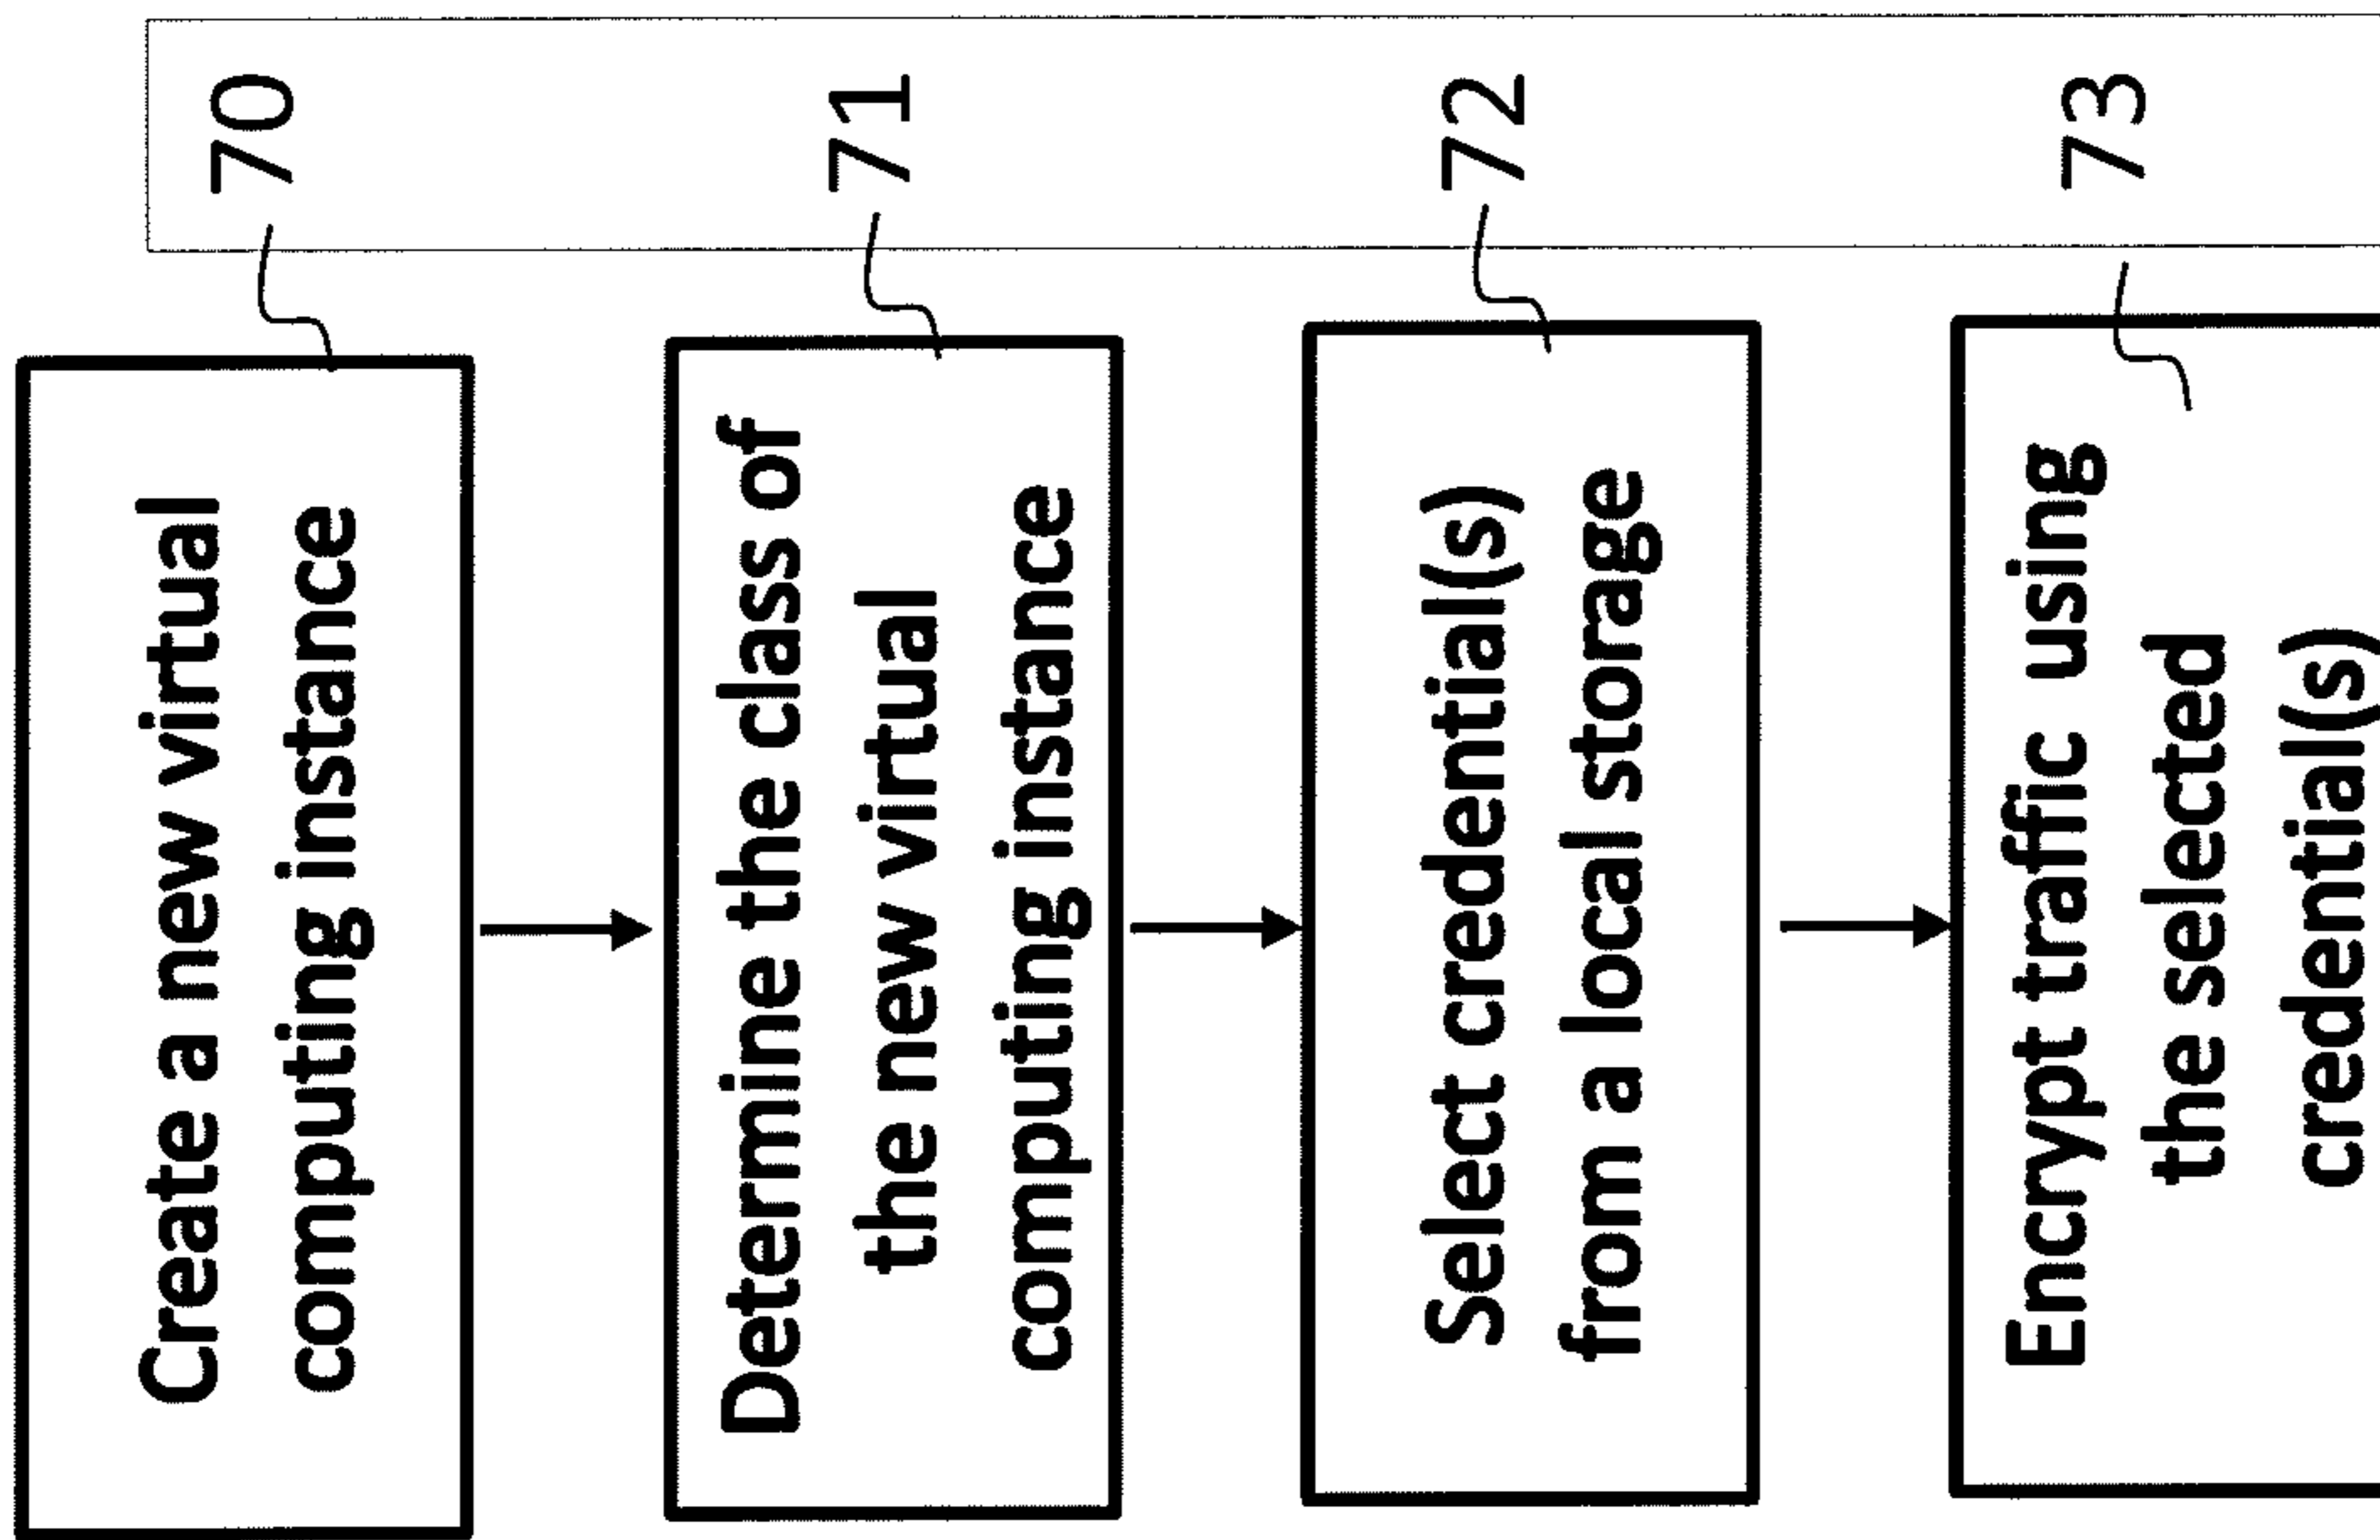 Create a new virtual
computing instance
70
Determine the class of
the new virtual
computing instance
71
Select credential(s)
from a local storage
72
Encrypt traffic using
the selected
credential(s)
73